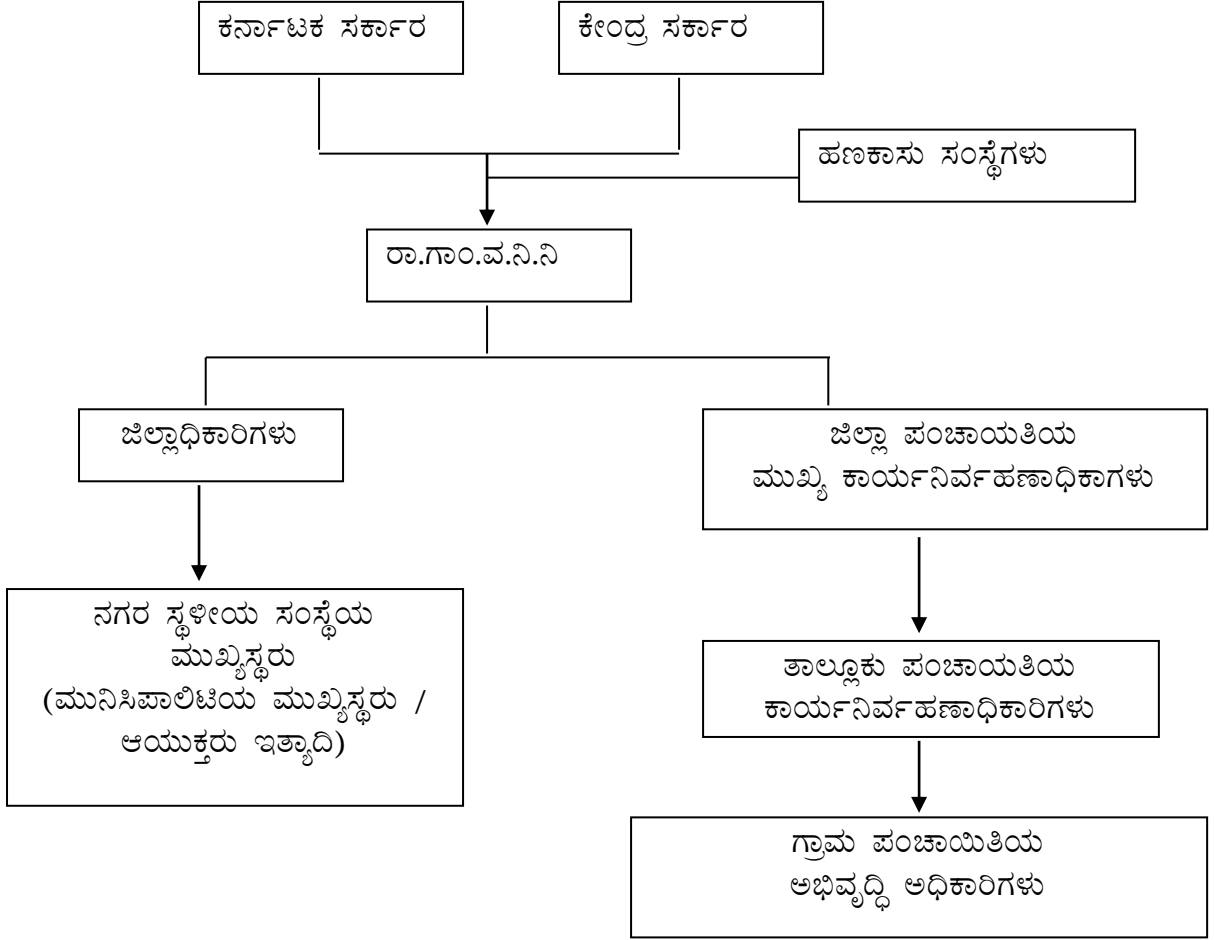 ಕರ್ನಾಟಕ ಸರ್ಕಾರ
ಕೇಂದ್ರ ಸರ್ಕಾರ
ಹಣಕಾಸು ಸಂಸ್ಥೆಗಳು
ರಾ.ಗಾಂ.ವ.ನಿ.ನಿ
ಜಿಲ್ಲಾಧಿಕಾರಿಗಳು
ಜಿಲ್ಲಾ ಪಂಚಾಯತಿಯ
ಮುಖ್ಯ ಕಾರ್ಯನಿರ್ವಹಣಾಧಿಕಾಗಳು
ನಗರ ಸ್ಥಳೀಯ ಸಂಸ್ಥೆಯ
ಮುಖ್ಯಸ್ಥರು
(ಮುನಿಸಿಪಾಲಿಟಿಯ ಮುಖ್ಯಸ್ಥರು /
ಆಯುಕ್ತರು ಇತ್ಯಾದಿ)
ತಾಲ್ಲೂಕು ಪಂಚಾಯತಿಯ
ಕಾರ್ಯನಿರ್ವಹಣಾಧಿಕಾರಿಗಳು
ಗ್ರಾಮ ಪಂಚಾಯಿತಿಯ
ಅಭಿವೃದ್ಧಿ ಅಧಿಕಾರಿಗಳು